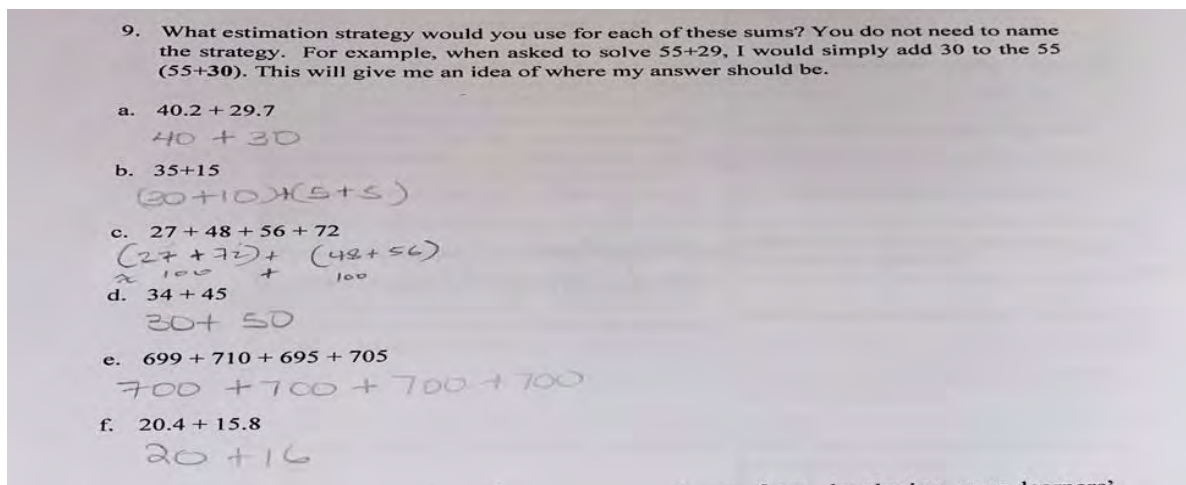 9. What estimation strategy would you use for each of these sums? You do not need to name
the strategy. For example, when asked to solve 55+29, I would simply add 30 to the 55
(55+30). This will give me an idea of where my answer should be.
a. 40.2 + 29.7
40 + 30
b. 35+15
(30+10)+(5+5)
c. 27 + 48 + 56 + 72
(27 + 72) + (48 + 56)
≈ 100 + 100
d. 34 + 45
30+ 50
e. 699 + 710 + 695 + 705
700 + 700 + 700 + 700
f. 20.4 + 15.8
20 + 16